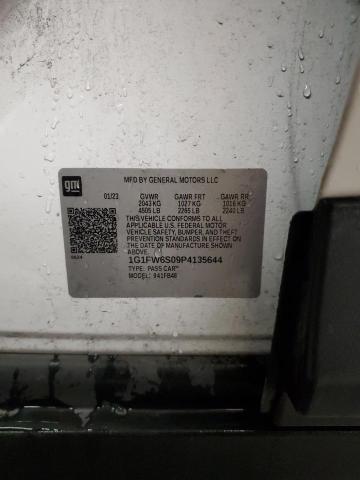 gm
MFD BY GENERAL MOTORS LLC
01/23 GVWR GAWR FRT GAWR RR
2043 KG 1027 KG 1016 KG
4505 LB 2265 LB 2240 LB
THIS VEHICLE CONFORMS TO ALL
APPLICABLE U.S. FEDERAL MOTOR
VEHICLE SAFETY, BUMPER, AND THEFT
PREVENTION STANDARDS IN EFFECT ON
THE DATE OF MANUFACTURE SHOWN
ABOVE.
1G1FW6S09P4135644
TYPE: PASS CAR
MODEL: 941FB48